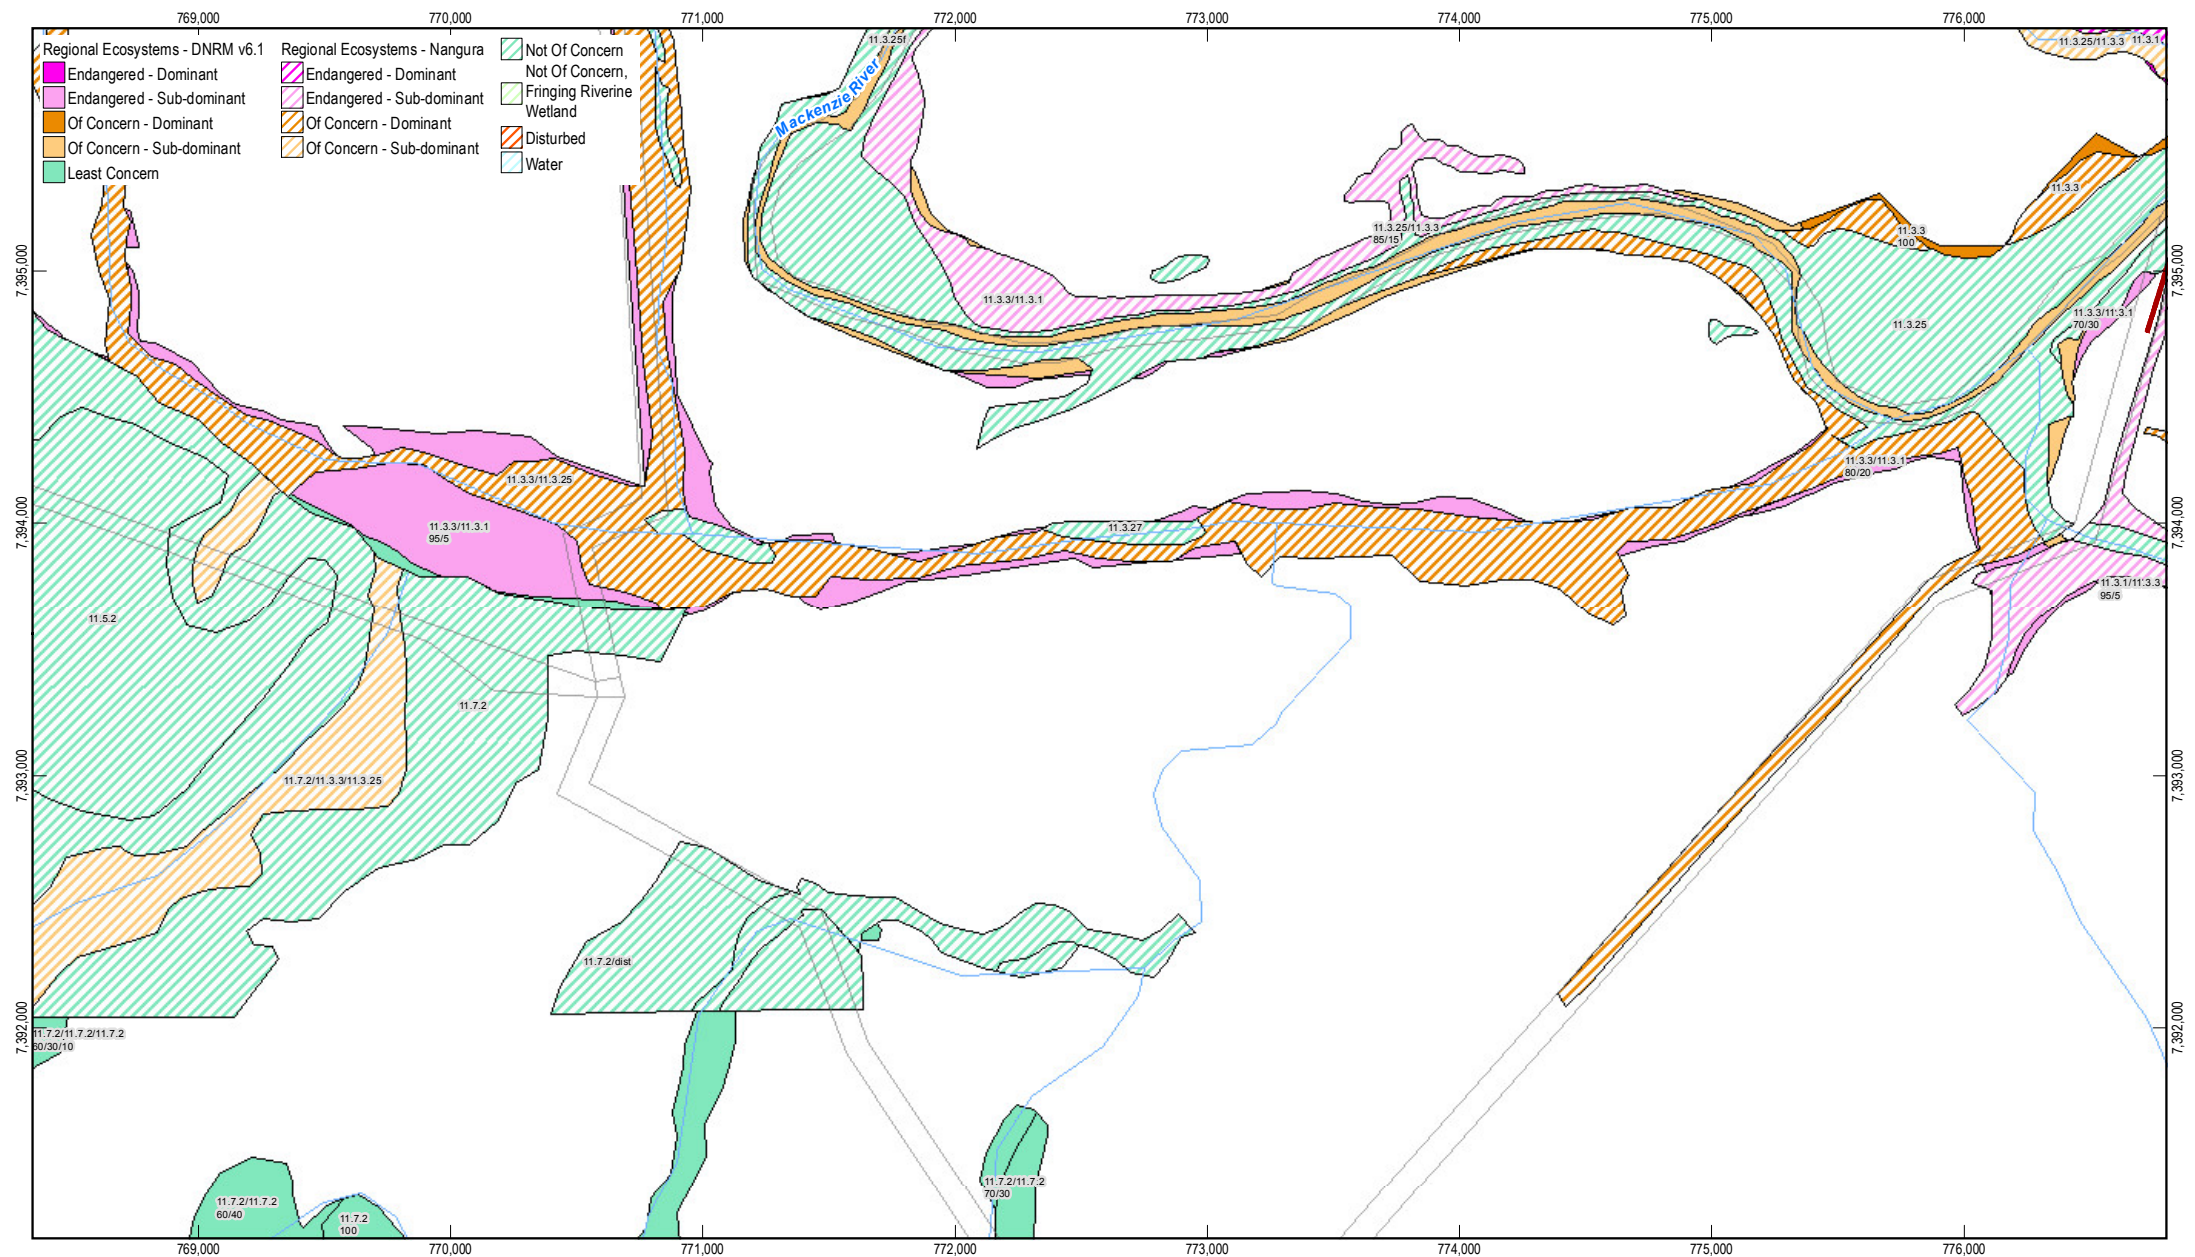 769,000
770,000
771,000
772,000
773,000
774,000
775,000
776,000
Regional Ecosystems - DNRM v6.1
Endangered - Dominant
Endangered - Sub-dominant
Of Concern - Dominant
Of Concern - Sub-dominant
Least Concern
Regional Ecosystems - Nangura
Endangered - Dominant
Endangered - Sub-dominant
Of Concern - Dominant
Of Concern - Sub-dominant
Not Of Concern
Not Of Concern,
Fringing Riverine
Wetland
Disturbed
Water
11.3.25f
Mackenzie River
11.3.25/11.3.3
11.3.1
11.3.3
11.3.25/11.3.3
85/15
11.3.3
100
7,395,000
7,395,000
11.3.3/11.3.1
11.3.25
11.3.3/11.3.1
70/30
11.3.3/11.3.25
11.3.3/11.3.1
80/20
7,394,000
7,394,000
11.3.3/11.3.1
95/5
11.3.27
11.3.1/11.3.3
95/5
11.5.2
11.7.2
11.7.2/11.3.3/11.3.25
7,393,000
7,393,000
11.7.2/dist
7,392,000
7,392,000
11.7.2/11.7.2/11.7.2
60/30/10
11.7.2/11.7.2
60/40
11.7.2
100
11.7.2/11.7.2
70/30
769,000
770,000
771,000
772,000
773,000
774,000
775,000
776,000